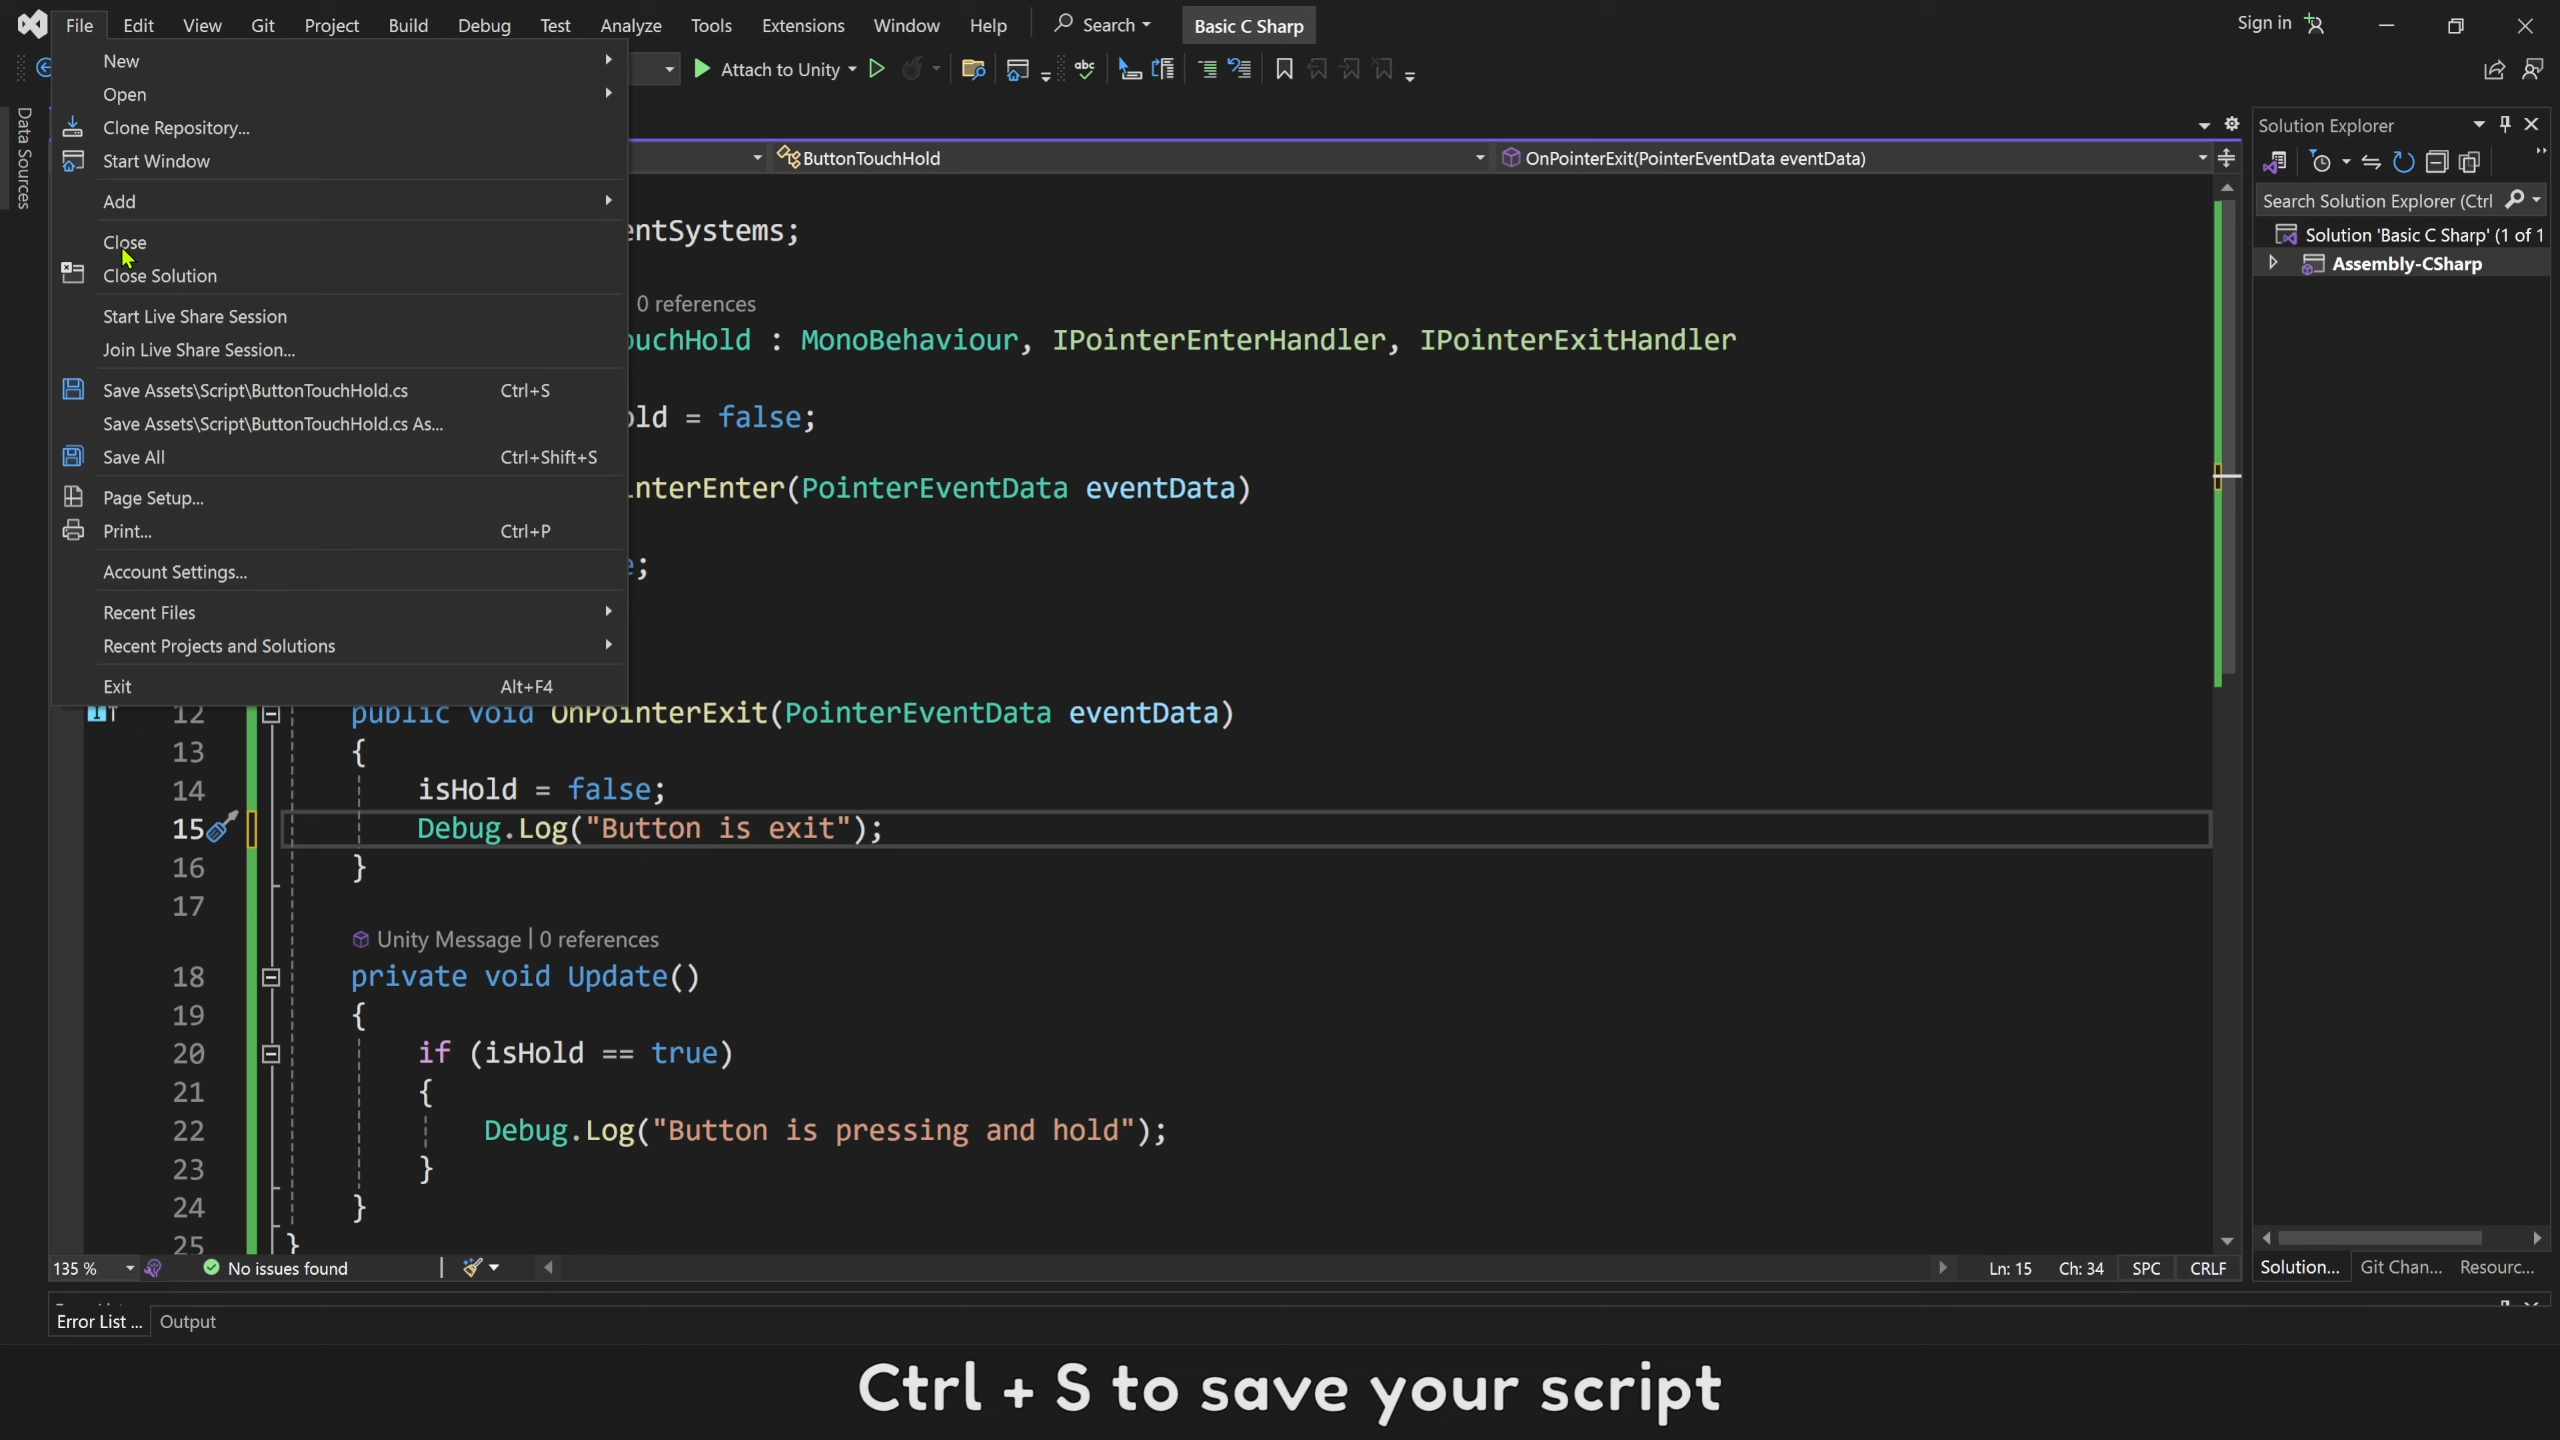 File Edit View Git Project Build Debug Test Analyze Tools Extensions Window Help Search Basic C Sharp Sign in
New
Open
Clone Repository...
Start Window
Add
Close
Close Solution
Start Live Share Session
Join Live Share Session...
Save Assets\Script\ButtonTouchHold.cs Ctrl+S
Save Assets\Script\ButtonTouchHold.cs As...
Save All Ctrl+Shift+S
Page Setup...
Print... Ctrl+P
Account Settings...
Recent Files
Recent Projects and Solutions
Exit Alt+F4
Attach to Unity
Data Sources
ButtonTouchHold OnPointerExit(PointerEventData eventData)
entSystems;
0 references
ouchHold : MonoBehaviour, IPointerEnterHandler, IPointerExitHandler
old = false;
interEnter(PointerEventData eventData)
e;
12 public void OnPointerExit(PointerEventData eventData)
13 {
14 isHold = false;
15 Debug.Log("Button is exit");
16 }
17
Unity Message | 0 references
18 private void Update()
19 {
20 if (isHold == true)
21 {
22 Debug.Log("Button is pressing and hold");
23 }
24 }
25 }
135 % No issues found Ln: 15 Ch: 34 SPC CRLF
Solution Explorer
Search Solution Explorer (Ctrl
Solution 'Basic C Sharp' (1 of 1
Assembly-CSharp
Solution... Git Chan... Resourc...
Error List ... Output
Ctrl + S to save your script